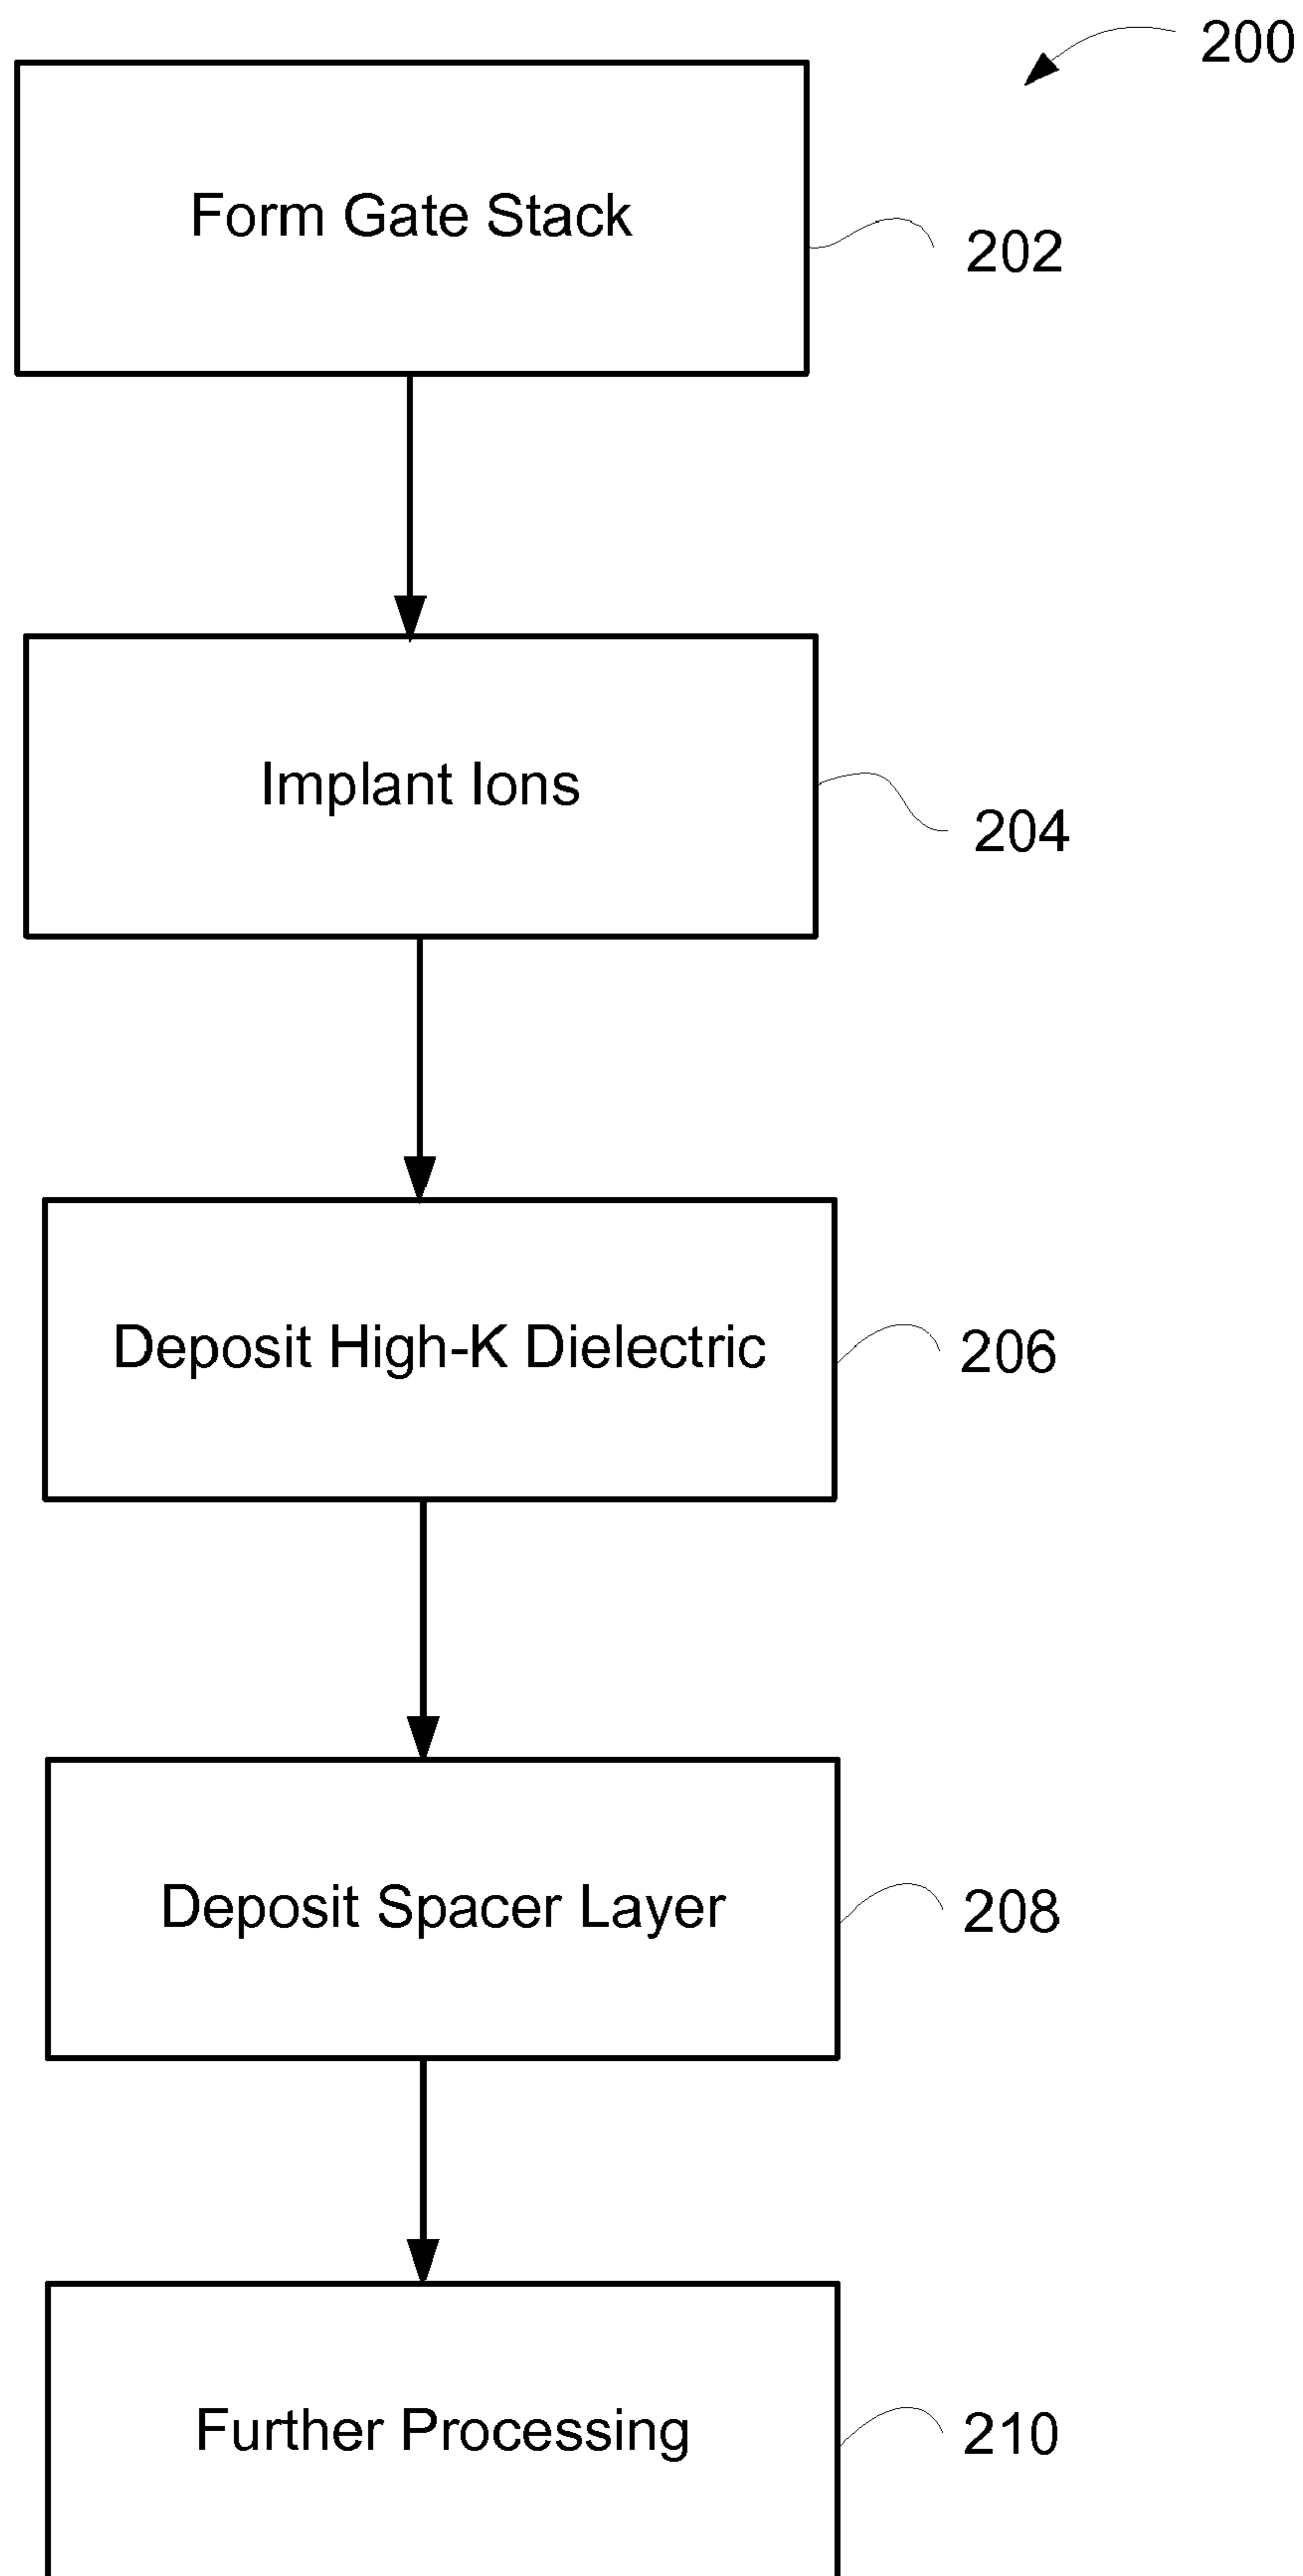 200
Form Gate Stack
202
Implant Ions
204
Deposit High-K Dielectric
206
Deposit Spacer Layer
208
Further Processing
210